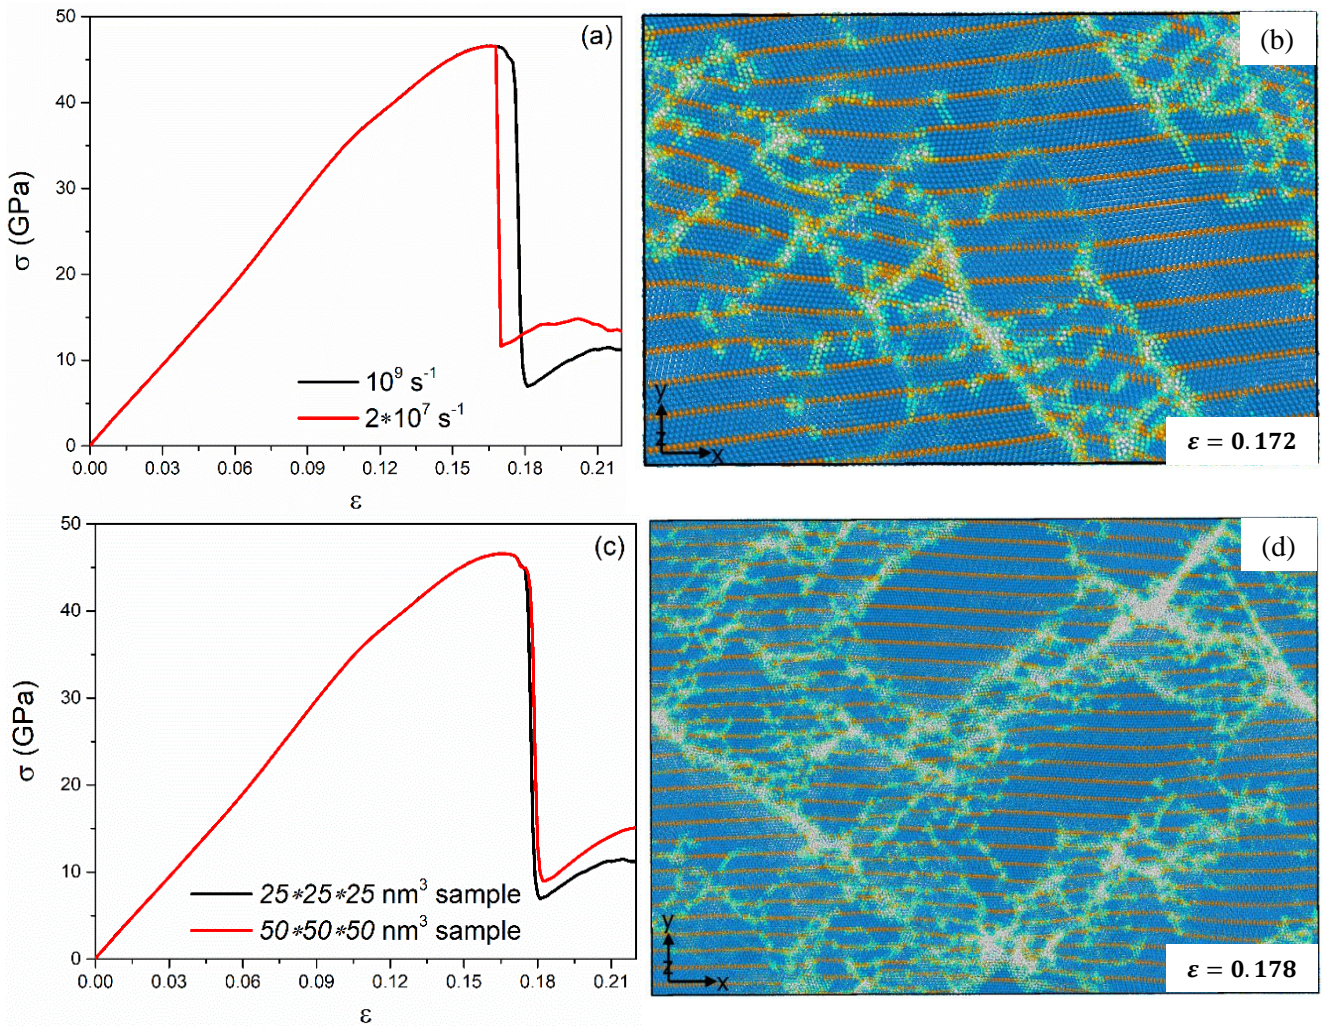 (a)
50
40
30
20
10
0
σ (GPa)
10⁹ s⁻¹
2*10⁷ s⁻¹
0.00 0.03 0.06 0.09 0.12 0.15 0.18 0.21
ε
(b)
y
z x
ε = 0.172
(c)
50
40
30
20
10
0
σ (GPa)
25*25*25 nm³ sample
50*50*50 nm³ sample
0.00 0.03 0.06 0.09 0.12 0.15 0.18 0.21
ε
(d)
y
z x
ε = 0.178